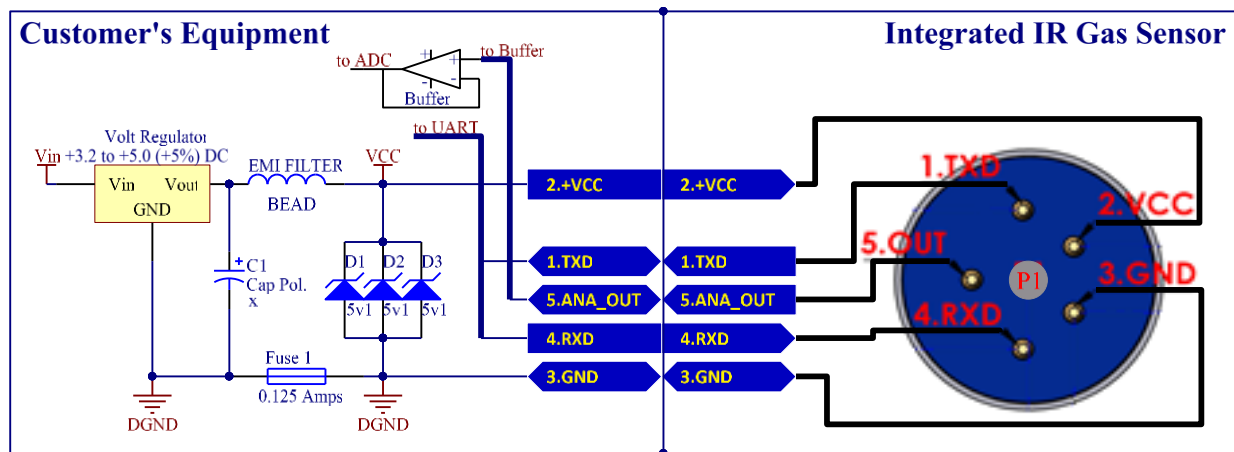 Customer's Equipment
Integrated IR Gas Sensor
to ADC
to Buffer
+
-
+
-
Buffer
to UART
Volt Regulator
Vin
+3.2 to +5.0 (+5%) DC
Vin
Vout
GND
EMI FILTER
BEAD
VCC
2.+VCC
2.+VCC
1.TXD
2.VCC
5.OUT
3.GND
4.RXD
P1
+
C1
Cap Pol.
x
D1
D2
D3
5v1
5v1
5v1
1.TXD
1.TXD
5.ANA_OUT
5.ANA_OUT
4.RXD
4.RXD
3.GND
3.GND
Fuse 1
0.125 Amps
DGND
DGND